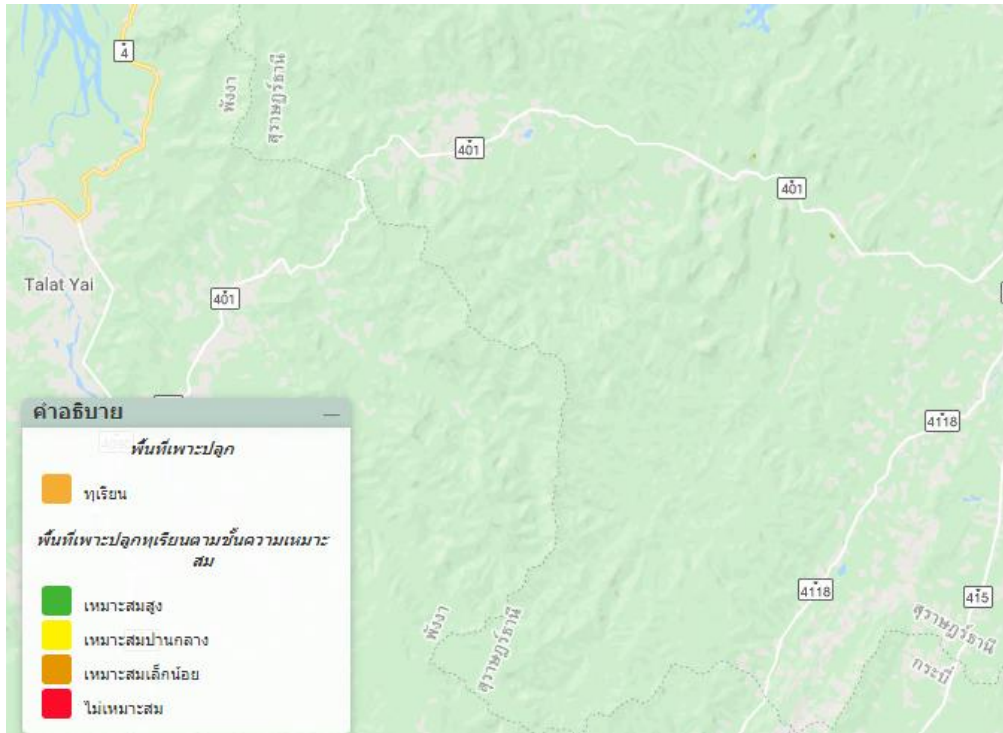 4
พังงา
สุราษฎร์ธานี
401
401
401
Talat Yai
401
4118
4118
415
พังงา
สุราษฎร์ธานี
สุราษฎร์ธานี
กระบี่
คำอธิบาย
พื้นที่เพาะปลูก
ทุเรียน
พื้นที่เพาะปลูกทุเรียนตามชั้นความเหมาะ
สม
เหมาะสมสูง
เหมาะสมปานกลาง
เหมาะสมเล็กน้อย
ไม่เหมาะสม